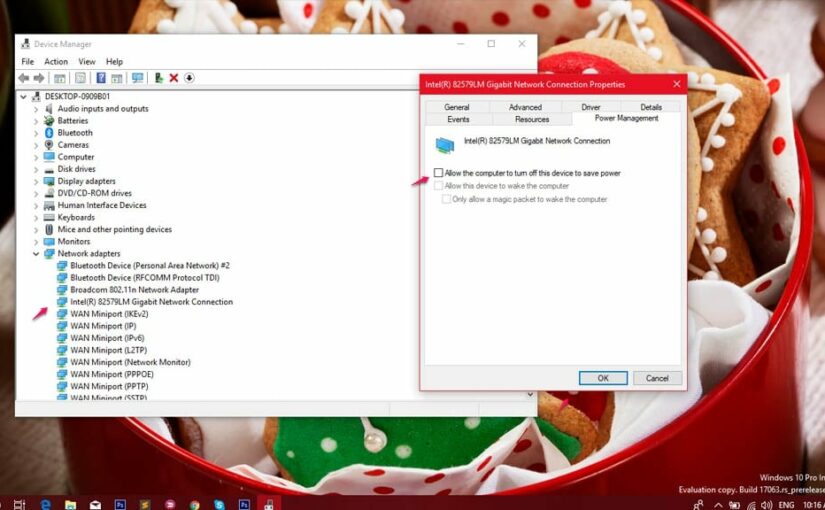 Device Manager
File Action View Help
DESKTOP-0909B01
Audio inputs and outputs
Batteries
Bluetooth
Cameras
Computer
Disk drives
Display adapters
DVD/CD-ROM drives
Human Interface Devices
Keyboards
Mice and other pointing devices
Monitors
Network adapters
Bluetooth Device (Personal Area Network) #2
Bluetooth Device (RFCOMM Protocol TDI)
Broadcom 802.11n Network Adapter
Intel(R) 82579LM Gigabit Network Connection
WAN Miniport (IKEv2)
WAN Miniport (IP)
WAN Miniport (IPv6)
WAN Miniport (L2TP)
WAN Miniport (Network Monitor)
WAN Miniport (PPPOE)
WAN Miniport (PPTP)
WAN Miniport (SSTP)
Intel(R) 82579LM Gigabit Network Connection Properties
General Advanced Driver Details
Events Resources Power Management
Intel(R) 82579LM Gigabit Network Connection
Allow the computer to turn off this device to save power
Allow this device to wake the computer
Only allow a magic packet to wake the computer
OK Cancel
Windows 10 Pro In
Evaluation copy. Build 17063.rs_prerelease
ENG 10:16